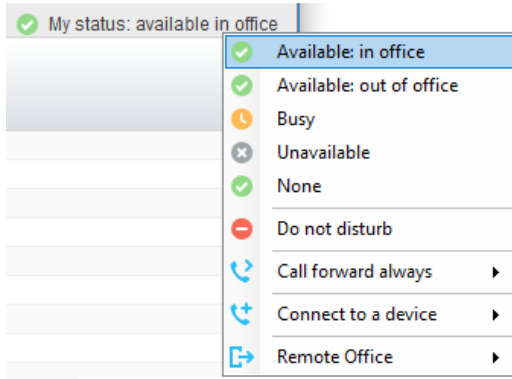 My status: available in office
Available: in office
Available: out of office
Busy
Unavailable
None
Do not disturb
Call forward always
Connect to a device
Remote Office